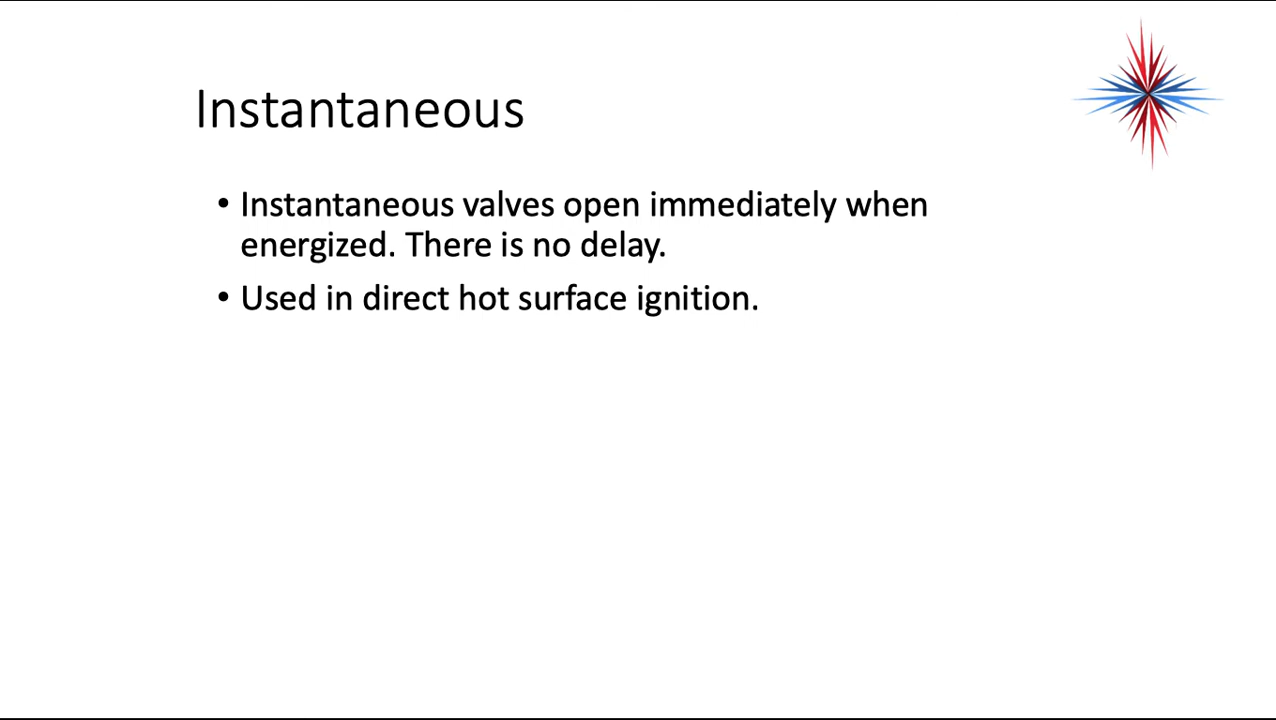 Instantaneous
• Instantaneous valves open immediately when
energized. There is no delay.
• Used in direct hot surface ignition.